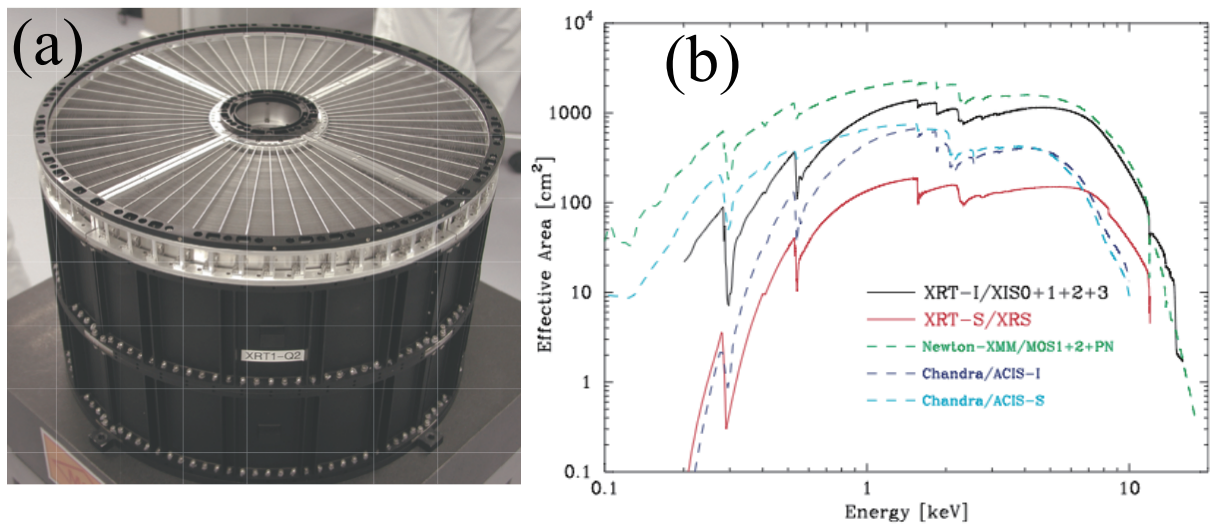 (a)
XRT1-Q2
(b)
10⁴
1000
100
10
1
0.1
Effective Area [cm²]
XRT-I/XIS0+1+2+3
XRT-S/XRS
Newton-XMM/MOS1+2+PN
Chandra/ACIS-I
Chandra/ACIS-S
0.1
1
10
Energy [keV]